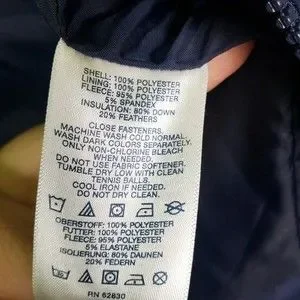 SHELL: 100% POLYESTER
LINING: 100% POLYESTER
FLEECE: 95% POLYESTER
5% SPANDEX
INSULATION: 80% DOWN
20% FEATHERS
CLOSE FASTENERS.
MACHINE WASH COLD NORMAL.
WASH DARK COLORS SEPARATELY.
ONLY NON-CHLORINE BLEACH
WHEN NEEDED.
DO NOT USE FABRIC SOFTENER.
TUMBLE DRY LOW WITH CLEAN
TENNIS BALLS.
COOL IRON IF NEEDED.
DO NOT DRY CLEAN.
OBERSTOFF: 100% POLYESTER
FUTTER: 100% POLYESTER
FLEECE: 95% POLYESTER
5% ELASTANE
ISOLIERUNG: 80% DAUNEN
20% FEDERN
RN 62830